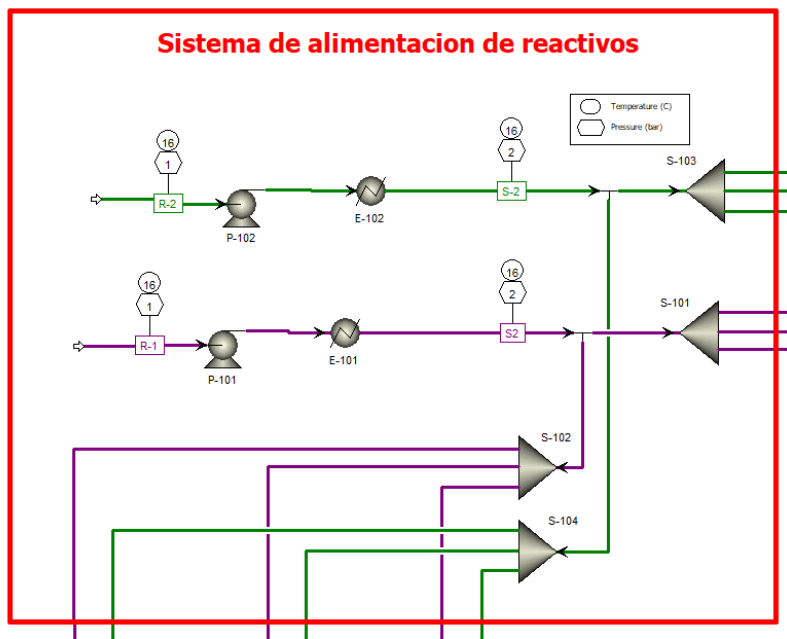 Sistema de alimentacion de reactivos
Temperature (C)
Pressure (bar)
16
1
R-2
P-102
E-102
16
2
S-2
S-103
16
1
R-1
P-101
E-101
16
2
S2
S-101
S-102
S-104